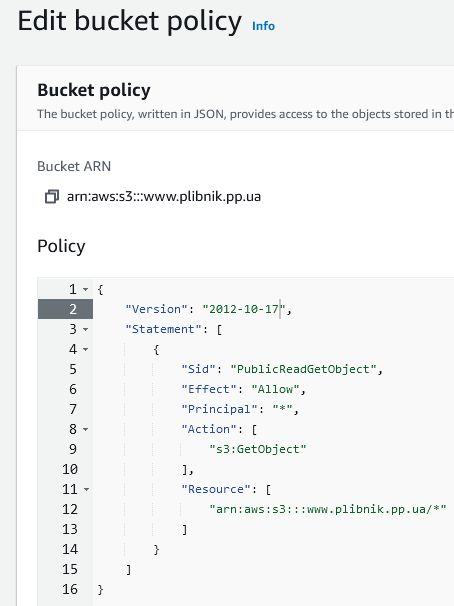 Edit bucket policy Info
Bucket policy
The bucket policy, written in JSON, provides access to the objects stored in
Bucket ARN
arn:aws:s3:::www.plibnik.pp.ua
Policy
1 {
2 "Version": "2012-10-17",
3 "Statement": [
4 {
5 "Sid": "PublicReadGetObject",
6 "Effect": "Allow",
7 "Principal": "*",
8 "Action": [
9 "s3:GetObject"
10 ],
11 "Resource": [
12 "arn:aws:s3:::www.plibnik.pp.ua/*"
13 ]
14 }
15 ]
16 }